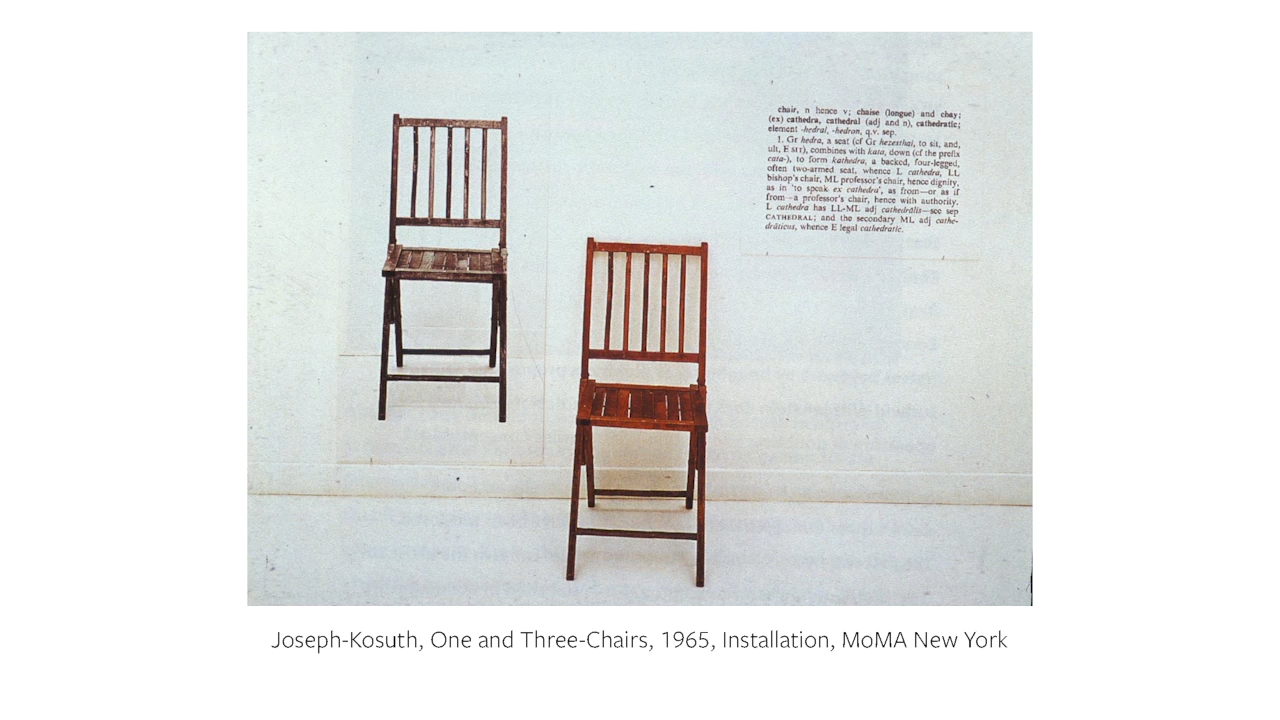 chair, n hence v; chaise (longue) and chay;
(ex) cathedra, cathedral (adj and n), cathedratic;
element -hedral, -hedron, q.v. sep.
1. Gr hedra, a seat (cf Gr hezesthai, to sit, and,
ult, E SIT), combines with kata, down (cf the prefix
cata-), to form kathedra, a backed, four-legged,
often two-armed seat, whence L cathedra, LL
bishop's chair, ML professor's chair, hence dignity,
as in 'to speak ex cathedra', as from—or as if
from—a professor's chair, hence with authority.
L cathedra has LL-ML adj cathedrālis—see sep
CATHEDRAL; and the secondary ML adj cathe-
drāticus, whence E legal cathedratic.
Joseph-Kosuth, One and Three-Chairs, 1965, Installation, MoMA New York